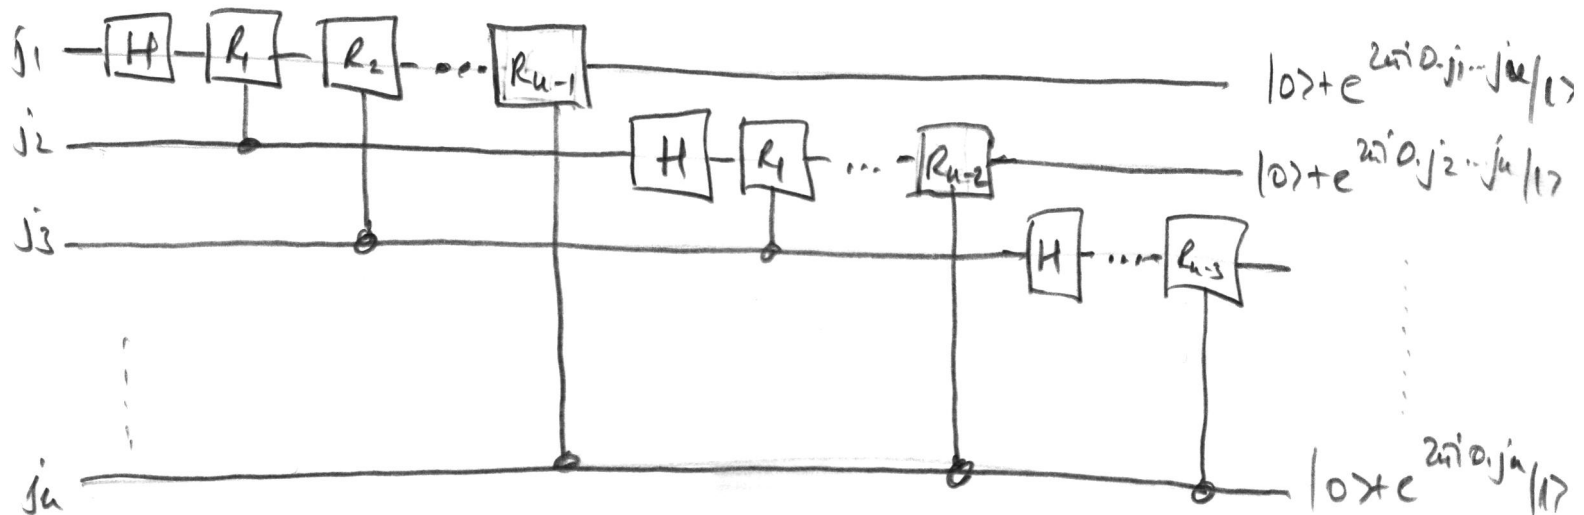 j₁ H R₁ R₂ ... Rₙ₋₁ |0⟩+e^{2πi 0.j₁...jₙ}|1⟩
j₂ H R₁ ... Rₙ₋₂ |0⟩+e^{2πi 0.j₂...jₙ}|1⟩
j₃ H ... Rₙ₋₃
jₙ |0⟩+e^{2πi 0.jₙ}|1⟩